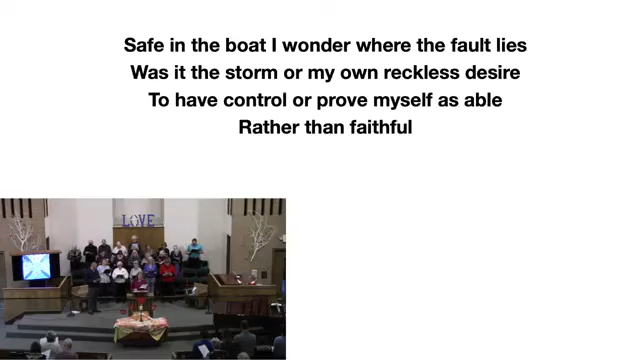 Safe in the boat I wonder where the fault lies
Was it the storm or my own reckless desire
To have control or prove myself as able
Rather than faithful
LOVE